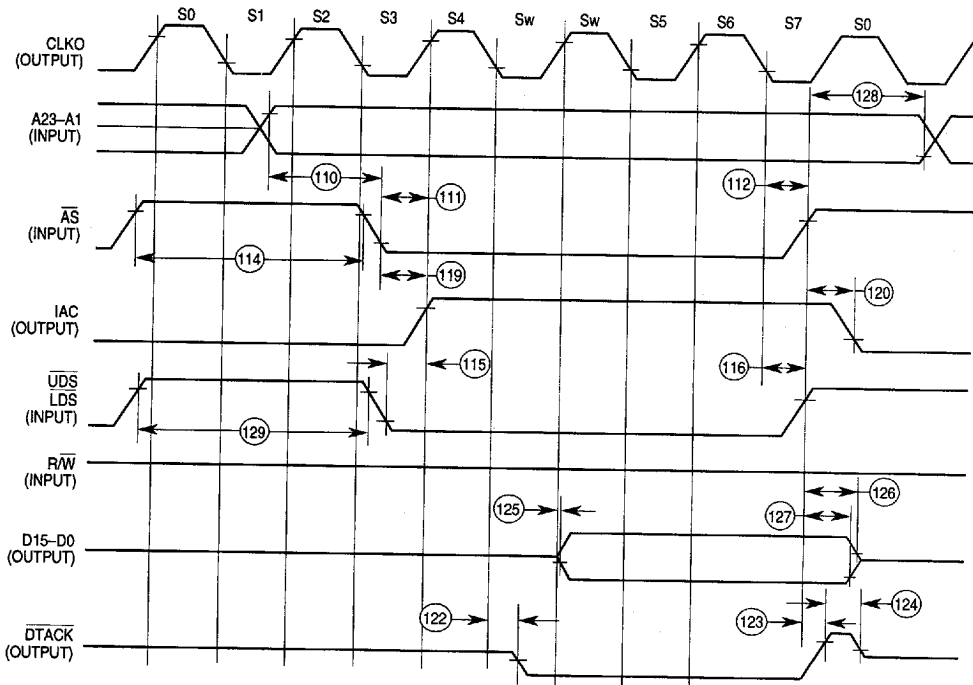 S0 S1 S2 S3 S4 Sw Sw S5 S6 S7 S0
CLKO
(OUTPUT)
128
A23–A1
(INPUT)
110
111
112
AS
(INPUT)
114
119
120
IAC
(OUTPUT)
115
116
UDS
LDS
(INPUT)
129
R/W
(INPUT)
126
125
127
D15–D0
(OUTPUT)
124
122
123
DTACK
(OUTPUT)